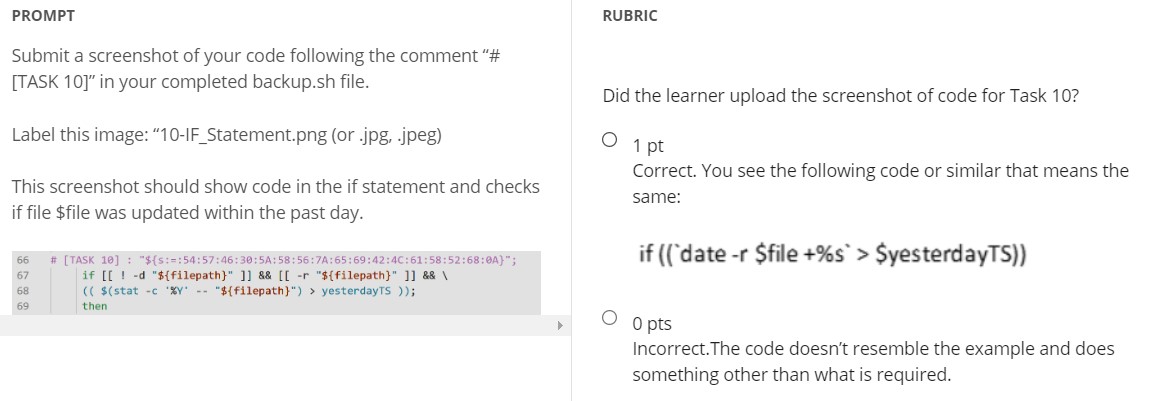 PROMPT
Submit a screenshot of your code following the comment “#
[TASK 10]” in your completed backup.sh file.
Label this image: “10-IF_Statement.png (or .jpg, .jpeg)
This screenshot should show code in the if statement and checks
if file $file was updated within the past day.
66 # [TASK 10] : "${s:=:54:57:46:30:5A:58:56:7A:65:69:42:4C:61:58:52:68:0A}";
67 if [[ ! -d "${filepath}" ]] && [[ -r "${filepath}" ]] && \
68 (( $(stat -c '%Y' -- "${filepath}") > yesterdayTS ));
69 then
RUBRIC
Did the learner upload the screenshot of code for Task 10?
1 pt
Correct. You see the following code or similar that means the
same:
if ((`date -r $file +%s` > $yesterdayTS))
0 pts
Incorrect.The code doesn’t resemble the example and does
something other than what is required.